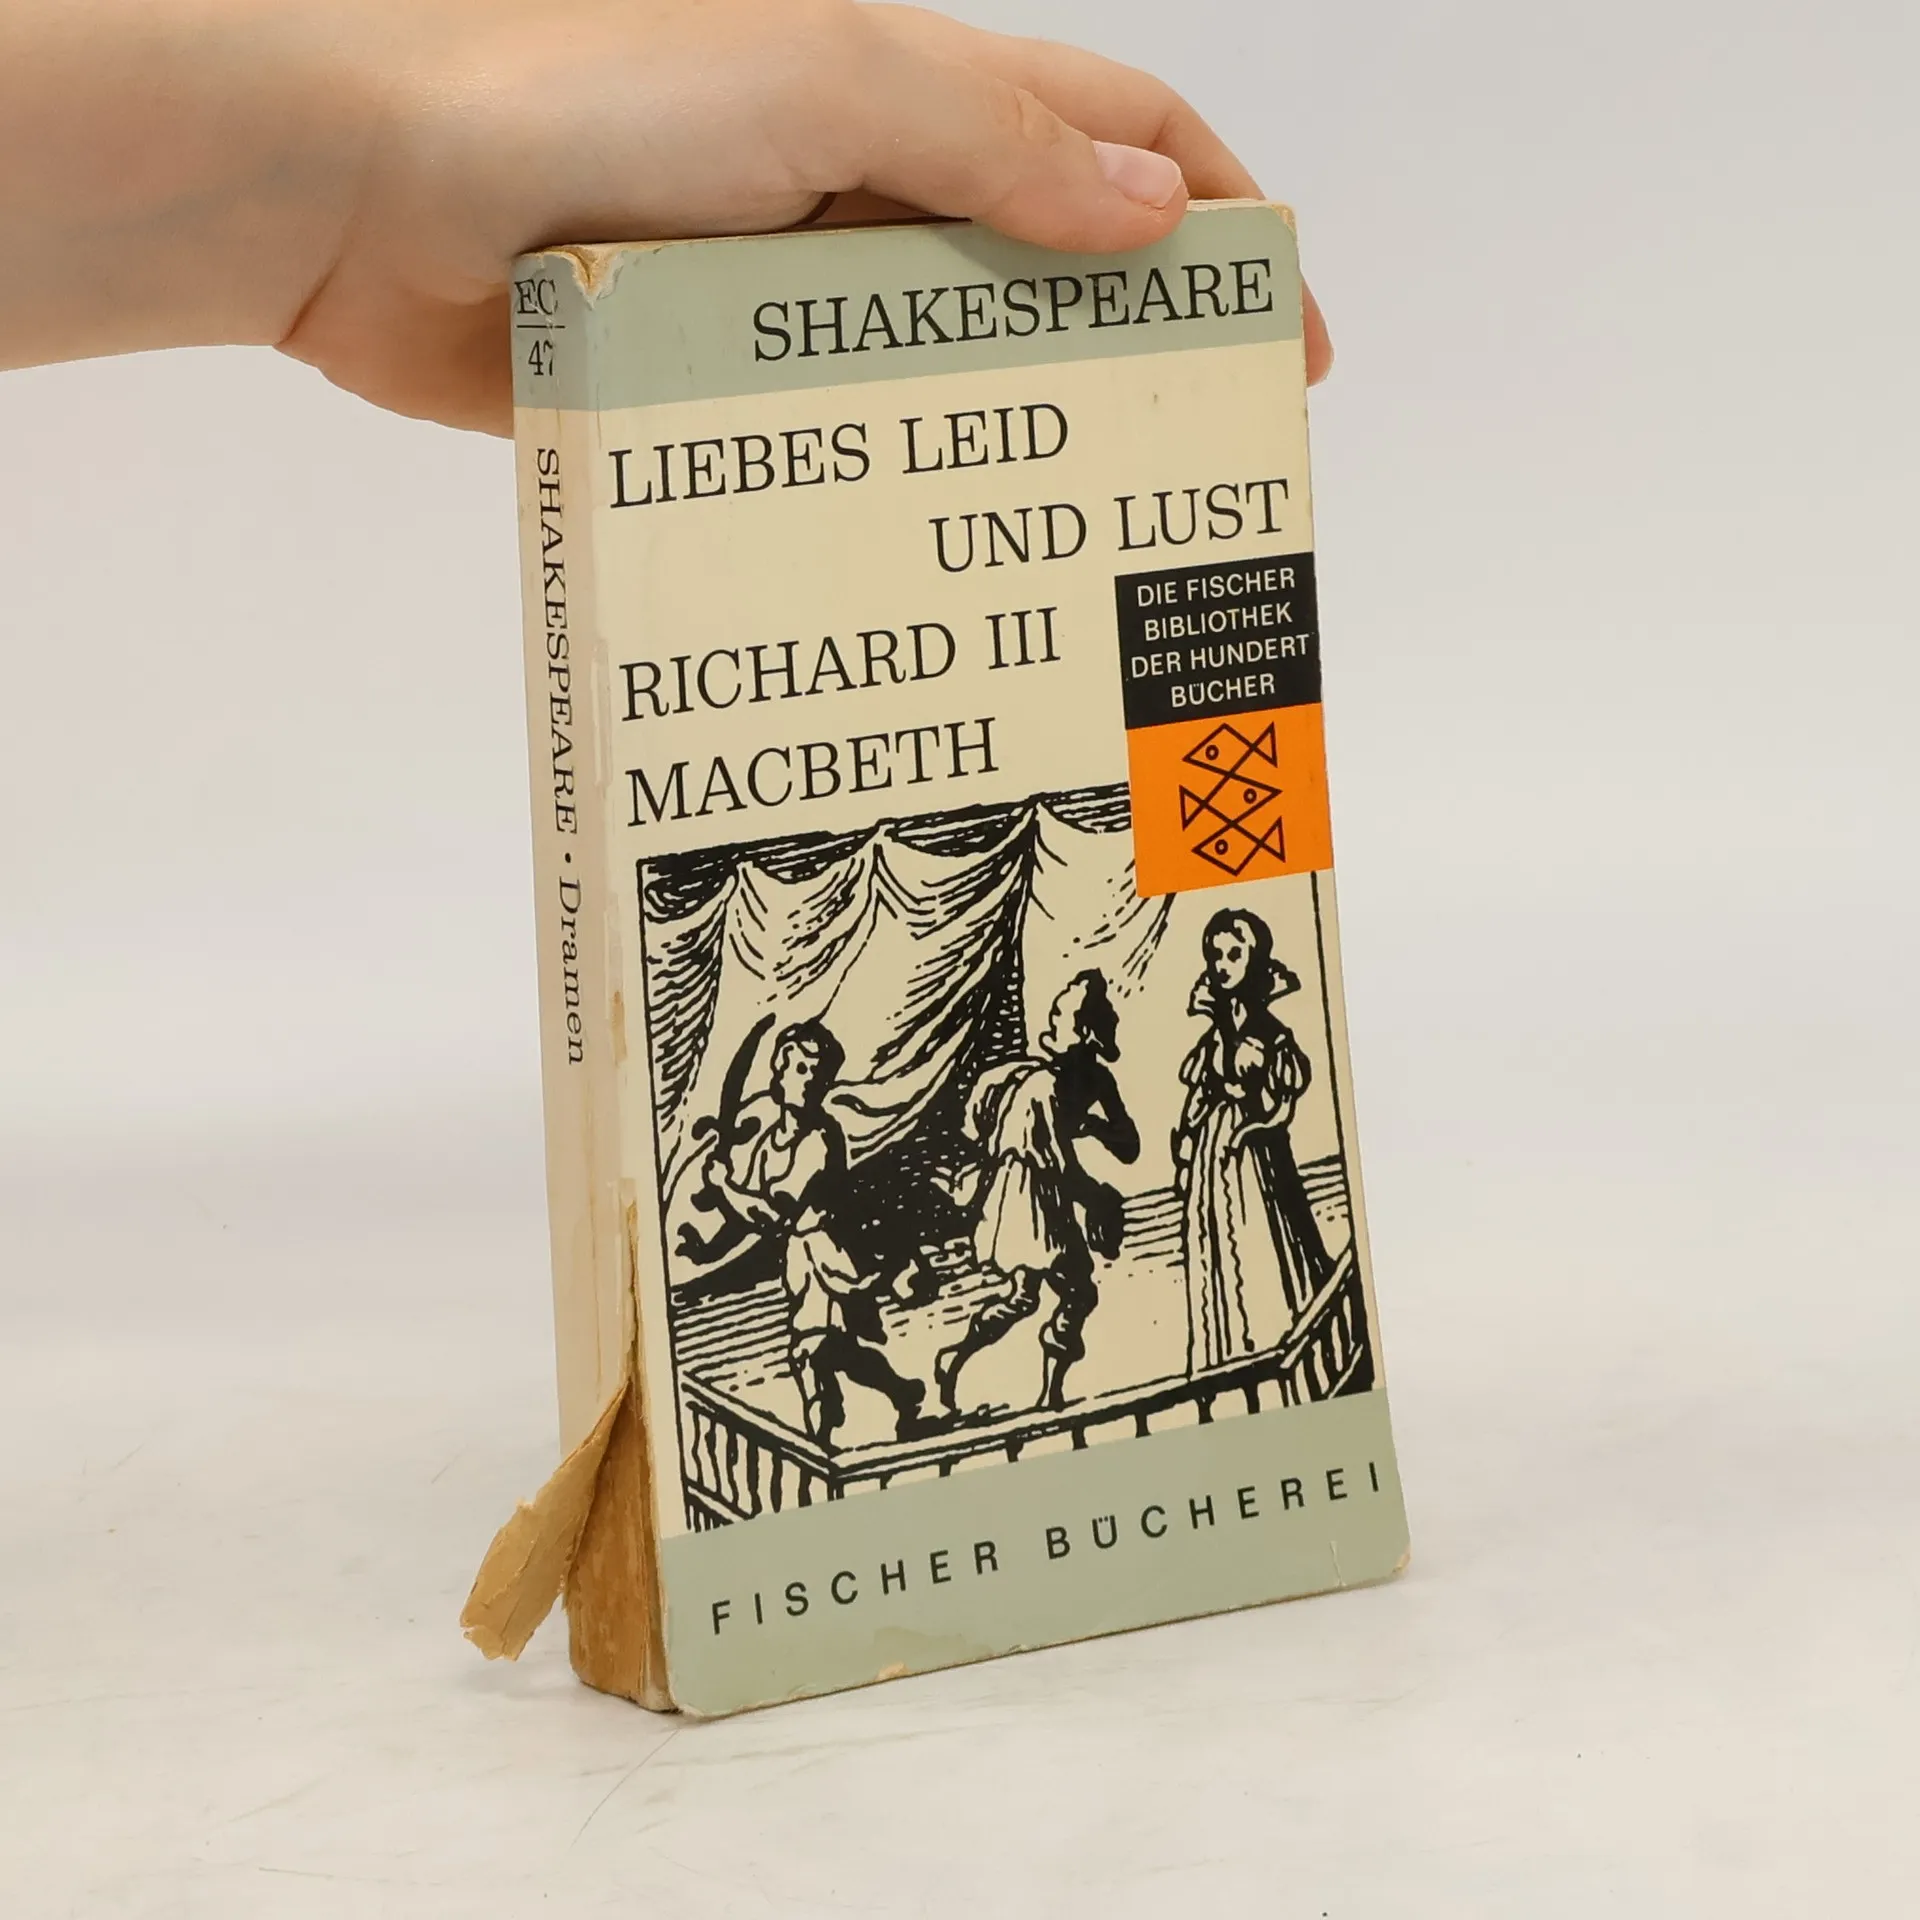 EC
47
SHAKESPEARE • Dramen
SHAKESPEARE
LIEBES LEID
UND LUST
RICHARD III
MACBETH
DIE FISCHER
BIBLIOTHEK
DER HUNDERT
BÜCHER
FISCHER BÜCHEREI